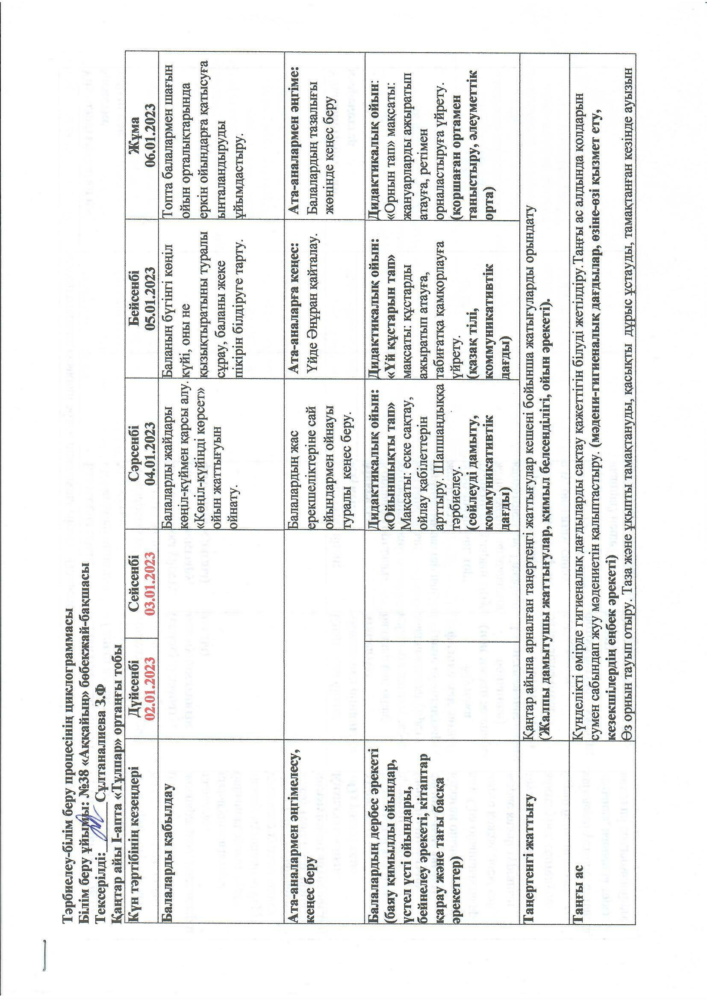 Тәрбиелеу-білім беру процесінің циклограммасы
Білім беру ұйымы: №38 «Аққайың» бөбекжай-бақшасы
Тексерілді: Сұлтаналиева З.Ф
Қаңтар айы I-апта «Тұлпар» ортаңғы тобы
Күн тәртібінің кезеңдері
Дүйсенбі
02.01.2023
Сейсенбі
03.01.2023
Сәрсенбі
04.01.2023
Бейсенбі
05.01.2023
Жұма
06.01.2023
Балаларды қабылдау
Балаларды жайдары
көңіл-күймен қарсы алу.
«Көңіл-күйіңді көрсет»
ойын жаттығуын
ойнату.
Баланың бүгінгі көңіл
күйі, оны не
қызықтыратыны туралы
сұрау, баланы жеке
пікірін білдіруге тарту.
Топта балалармен шағын
ойын орталықтарында
еркін ойындарға қатысуға
ынталандыруды
ұйымдастыру.
Ата-аналармен әңгімелесу,
кеңес беру
Балалардың жас
ерекшеліктеріне сай
ойындармен ойнауы
туралы кеңес беру.
Ата-аналарға кеңес:
Үйде Әнұран қайталау.
Ата-аналармен әңгіме:
Балалардың тазалығы
жөнінде кеңес беру
Балалардың дербес әрекеті
(баяу қимылды ойындар,
үстел үсті ойындары,
бейнелеу әрекеті, кітаптар
қарау және тағы басқа
әрекеттер)
Дидактикалық ойын:
«Ойыншықты тап»
Мақсаты: еске сақтау,
ойлау қабілеттерін
арттыру. Шапшаңдыққа
тәрбиелеу.
(сөйлеуді дамыту,
коммуникативтік
дағды)
Дидактикалық ойын:
«Үй құстарын тап»
мақсаты: құстарды
ажыратып атауға,
табиғатқа қамқорлауға
үйрету.
(қазақ тілі,
коммуникативтік
дағды)
Дидактикалық ойын:
«Орнын тап» мақсаты:
жануарларды ажыратып
атауға, ретімен
орналастыруға үйрету.
(қоршаған ортамен
таныстыру, әлеуметтік
орта)
Таңертенгі жаттығу
Қаңтар айына арналған таңертеңгі жаттығулар кешені бойынша жатығуларды орындату
(Жалпы дамытушы жаттығулар, қимыл белсенділігі, ойын әрекеті).
Таңғы ас
Күнделікті өмірде гигиеналық дағдыларды сақтау қажеттігін білуді жетілдіру.Таңғы ас алдында қолдарын
сумен сабындап жуу мәдениетін қалыптастыру. (мәдени-гигиеналық дағдылар, өзіне-өзі қызмет ету,
кезекшілердің еңбек әрекеті)
Өз орнын тауып отыру. Таза және ұқыпты тамақтануды, қасықты дұрыс ұстауды, тамақтанған кезінде ауызын